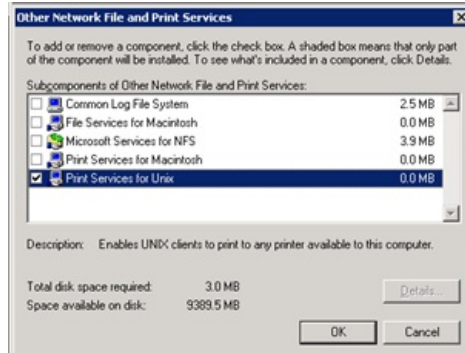 Other Network File and Print Services
To add or remove a component, click the check box. A shaded box means that only part
of the component will be installed. To see what's included in a component, click Details.
Subcomponents of Other Network File and Print Services:
Common Log File System 2.5 MB
File Services for Macintosh 0.0 MB
Microsoft Services for NFS 3.9 MB
Print Services for Macintosh 0.0 MB
Print Services for Unix 0.0 MB
Description: Enables UNIX clients to print to any printer available to this computer.
Total disk space required: 3.0 MB
Space available on disk: 9389.5 MB
Details...
OK Cancel